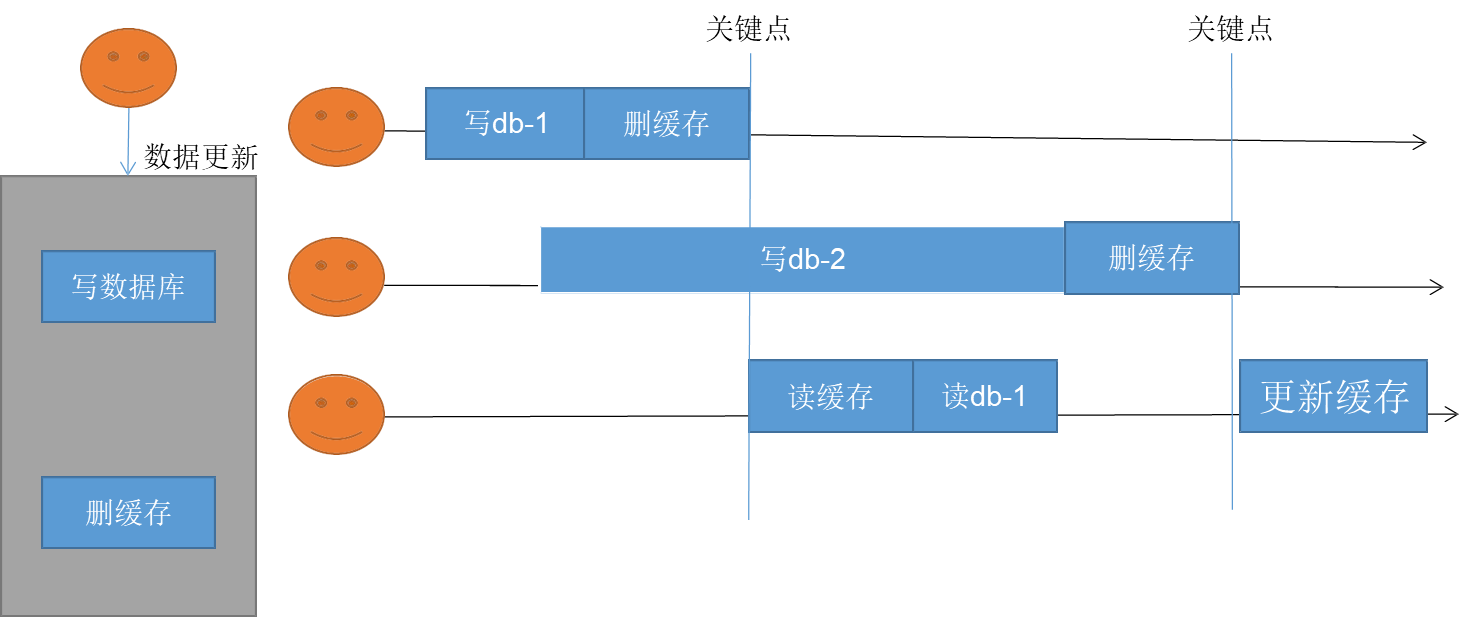 关键点
关键点
数据更新
写数据库
删缓存
写db-1
删缓存
写db-2
删缓存
读缓存
读db-1
更新缓存